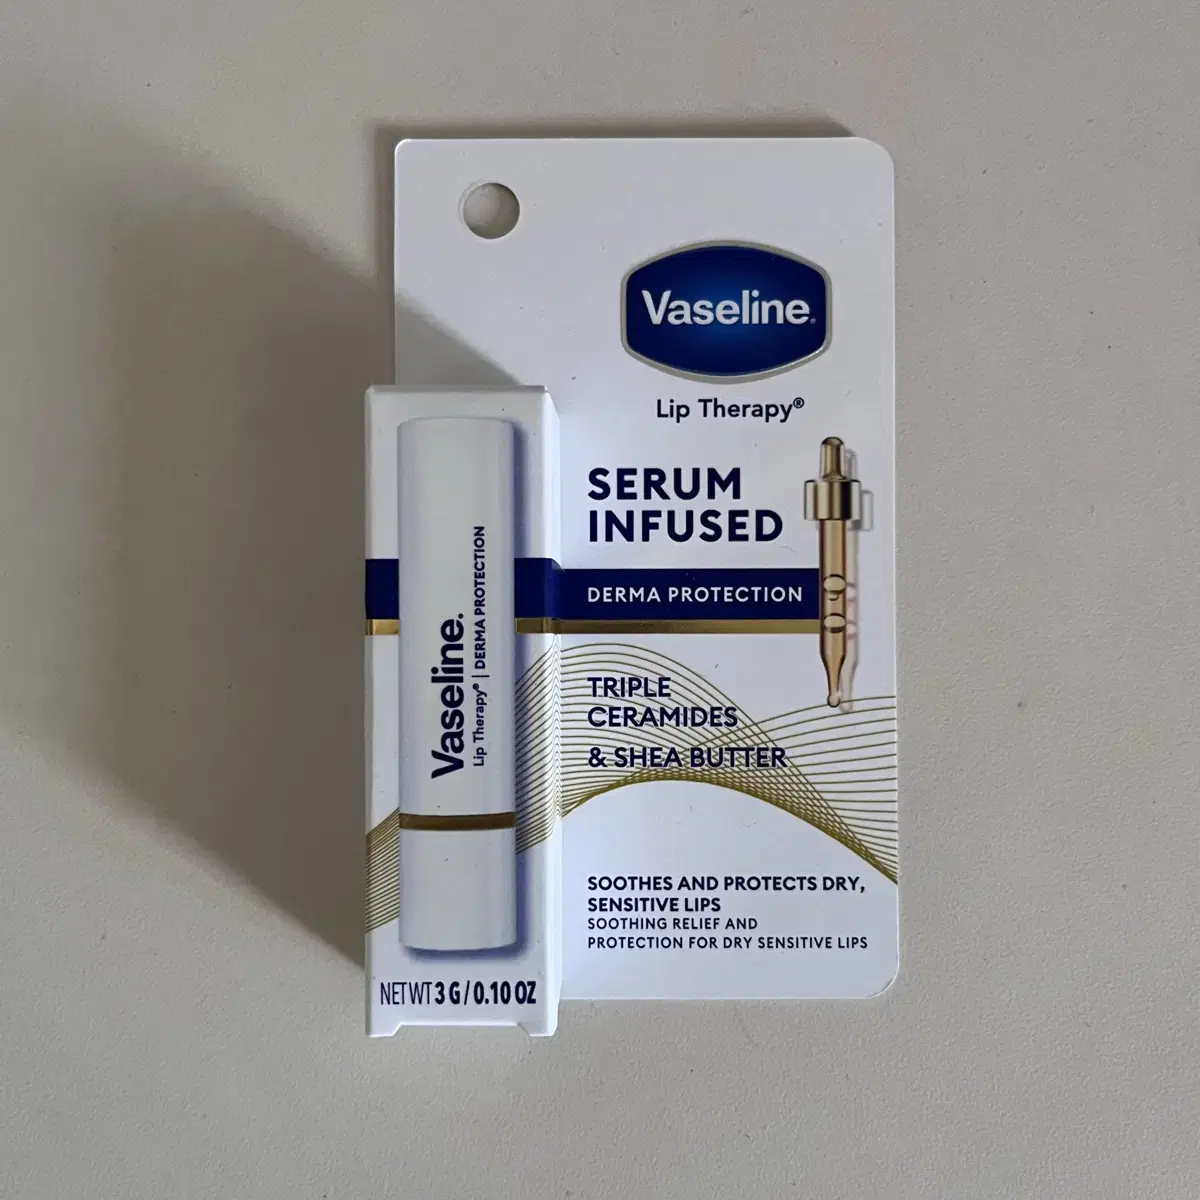 Vaseline.
Lip Therapy®
SERUM
INFUSED
DERMA PROTECTION
TRIPLE
CERAMIDES
& SHEA BUTTER
SOOTHES AND PROTECTS DRY,
SENSITIVE LIPS
SOOTHING RELIEF AND
PROTECTION FOR DRY SENSITIVE LIPS
Vaseline.
Lip Therapy® | DERMA PROTECTION
NET WT 3 G / 0.10 OZ